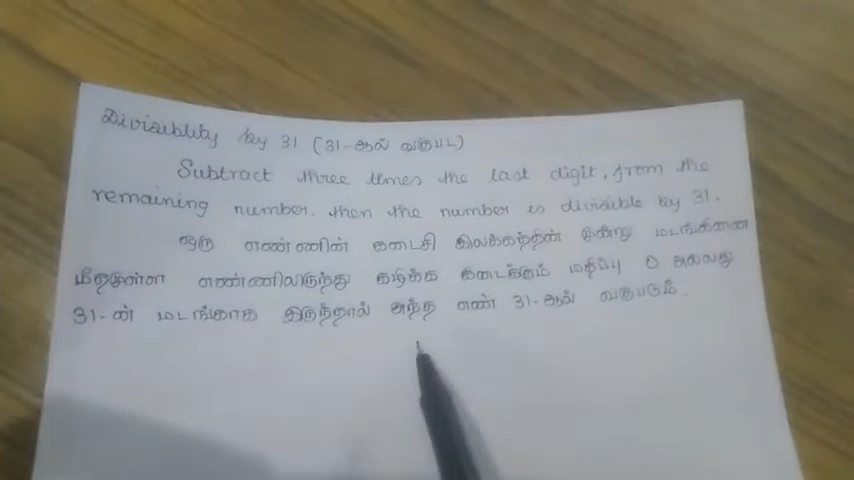 Divisiblity by 31 (31-ஆல் வகுபட)
Subtract three times the last digit, from the
remaining number. then the number is divisible by 31.
ஒரு எண்ணின் கடைசி இலக்கத்தின் மூன்று மடங்கினை
மீதமுள்ள எண்ணிலிருந்து கழிக்க கிடைக்கும் மதிப்பு 0 அல்லது
31-ன் மடங்காக இருந்தால் அந்த எண் 31-ஆல் வகுபடும்.